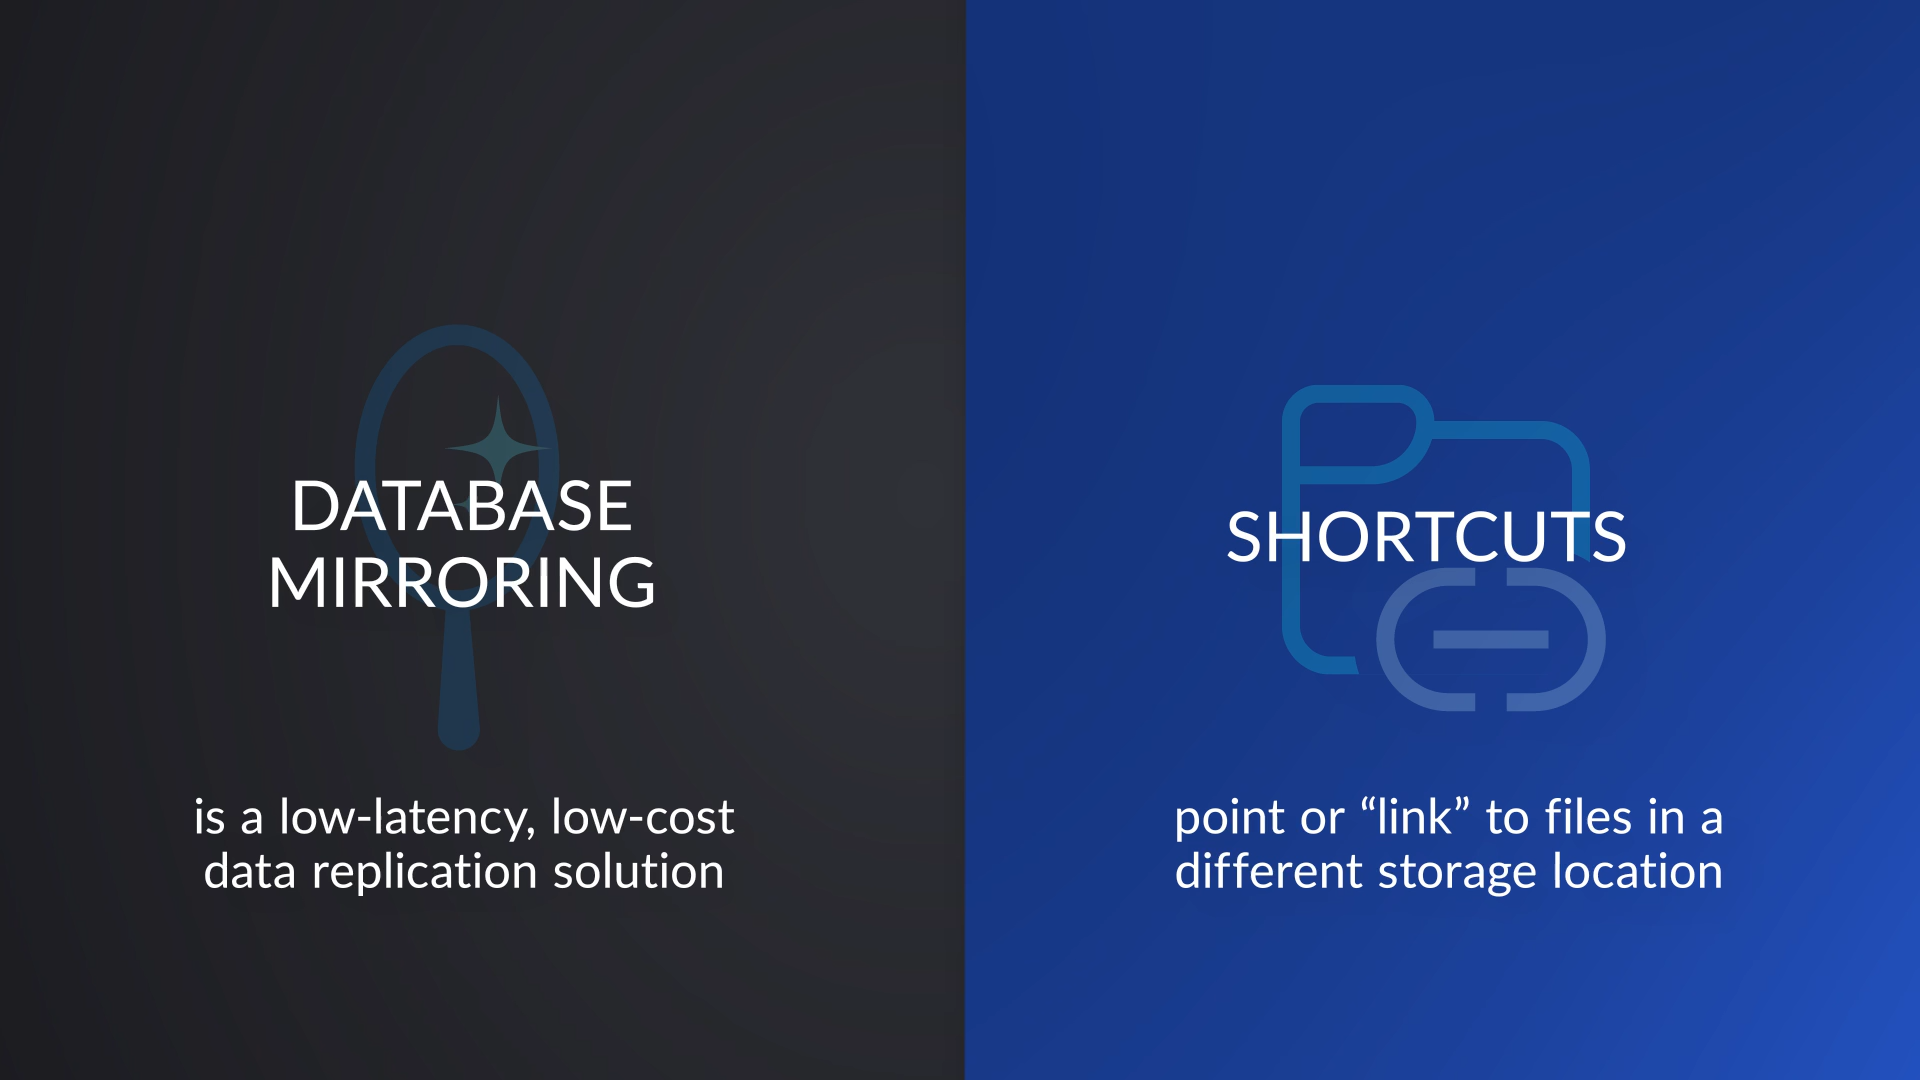 DATABASE
MIRRORING
is a low-latency, low-cost
data replication solution
SHORTCUTS
point or “link” to files in a
different storage location